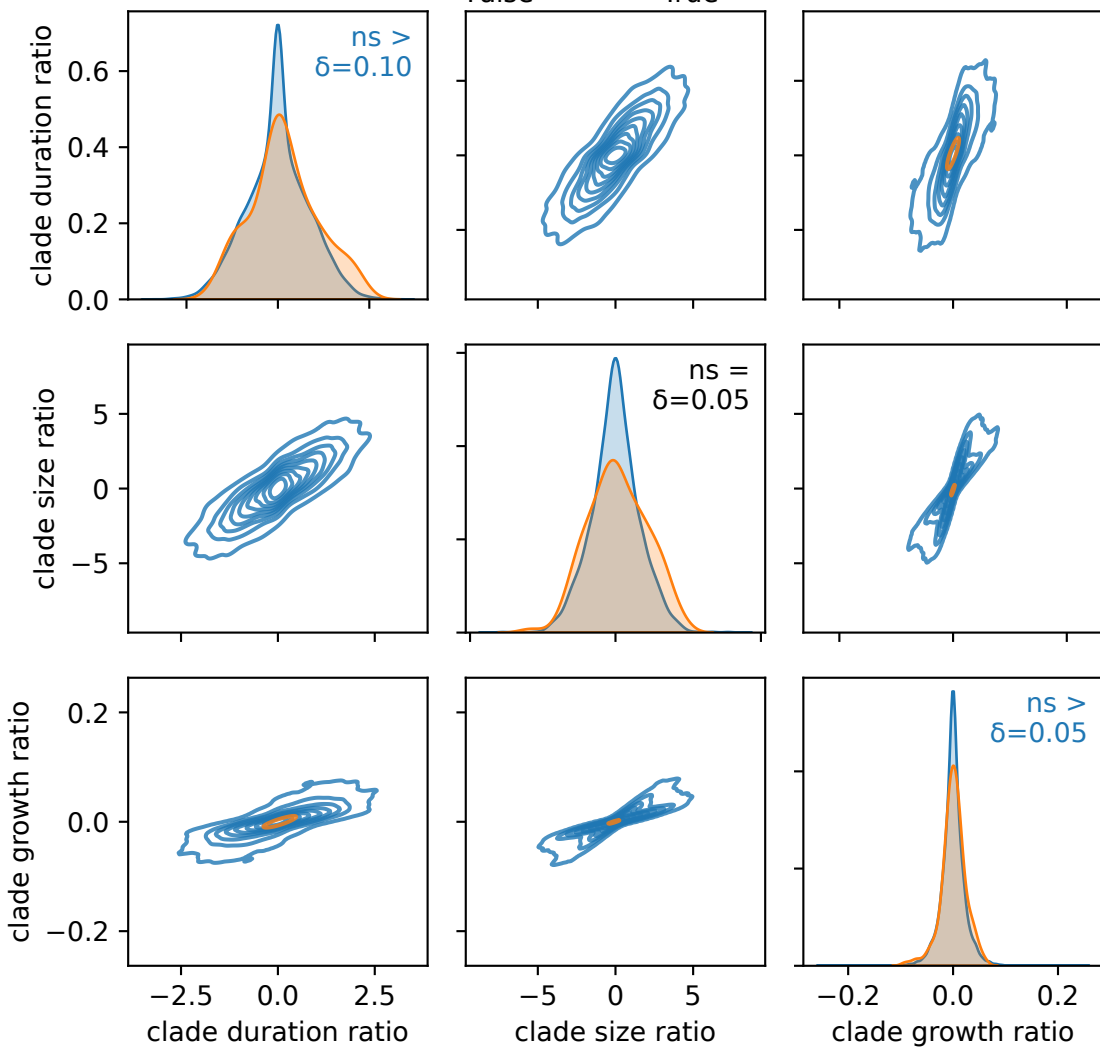 clade duration ratio
0.6
0.4
0.2
0.0
ns >
δ=0.10
clade size ratio
5
0
−5
ns =
δ=0.05
clade growth ratio
0.2
0.0
−0.2
ns >
δ=0.05
−2.5 0.0 2.5
−5 0 5
−0.2 0.0 0.2
clade duration ratio
clade size ratio
clade growth ratio